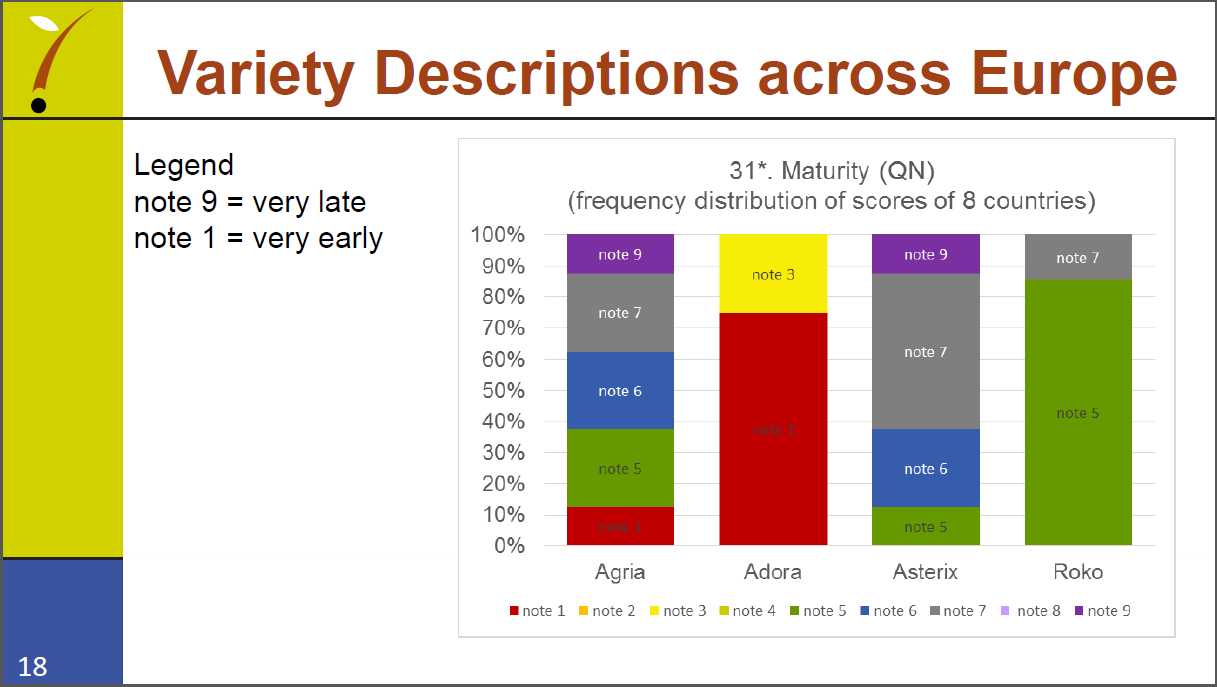 Variety Descriptions across Europe
Legend
note 9 = very late
note 1 = very early
31*. Maturity (QN)
(frequency distribution of scores of 8 countries)
100%
90%
80%
70%
60%
50%
40%
30%
20%
10%
0%
note 9
note 7
note 6
note 5
note 1
note 3
note 1
note 9
note 7
note 6
note 5
note 7
note 5
Agria Adora Asterix Roko
note 1 note 2 note 3 note 4 note 5 note 6 note 7 note 8 note 9
18